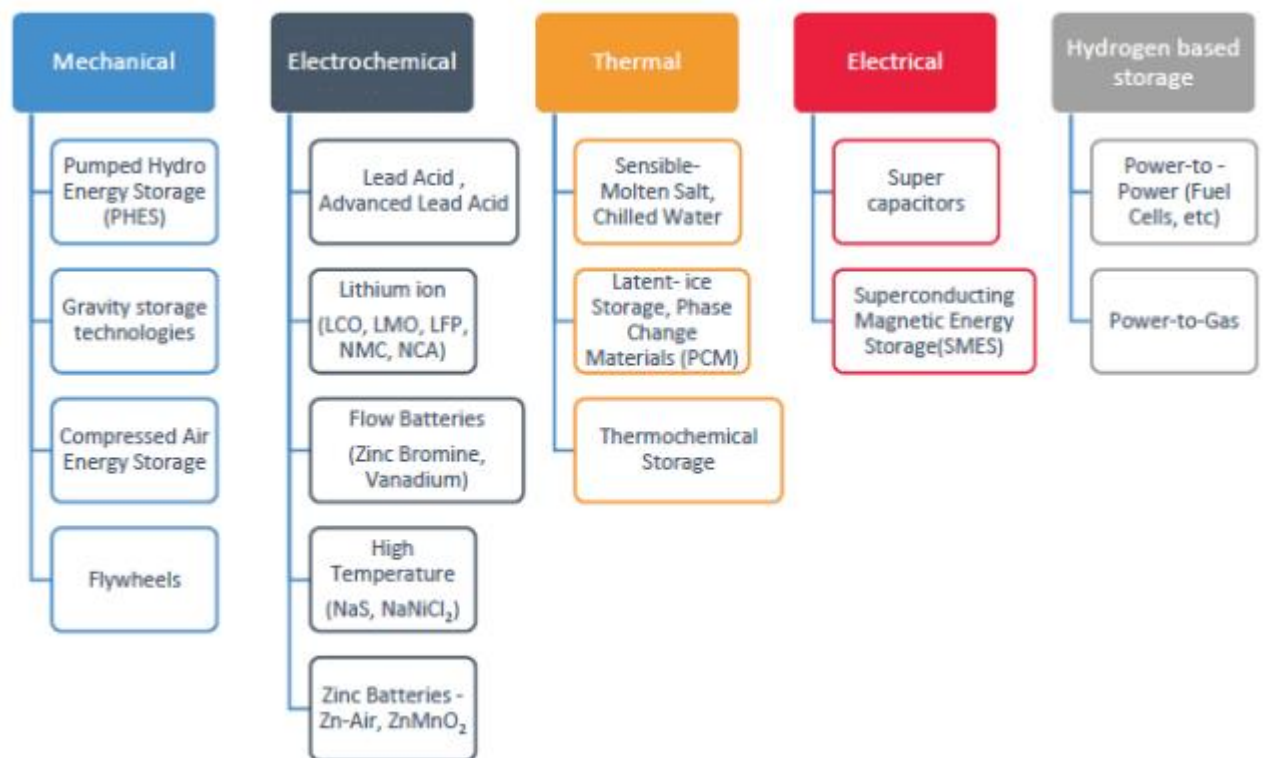 Mechanical
Pumped Hydro
Energy Storage
(PHES)
Gravity storage
technologies
Compressed Air
Energy Storage
Flywheels
Electrochemical
Lead Acid ,
Advanced Lead Acid
Lithium ion
(LCO, LMO, LFP,
NMC, NCA)
Flow Batteries
(Zinc Bromine,
Vanadium)
High
Temperature
(NaS, NaNiCl₂)
Zinc Batteries -
Zn-Air, ZnMnO₂
Thermal
Sensible-
Molten Salt,
Chilled Water
Latent- ice
Storage, Phase
Change
Materials (PCM)
Thermochemical
Storage
Electrical
Super
capacitors
Superconducting
Magnetic Energy
Storage(SMES)
Hydrogen based
storage
Power-to -
Power (Fuel
Cells, etc)
Power-to-Gas